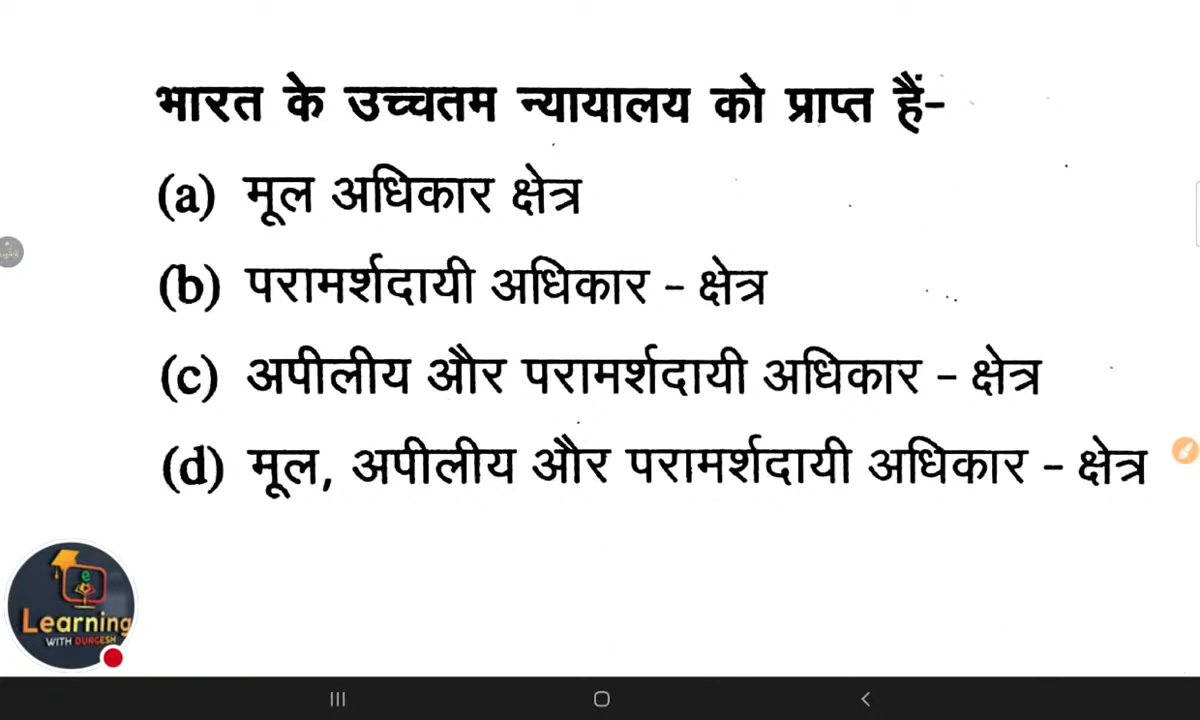 भारत के उच्चतम न्यायालय को प्राप्त हैं-
(a) मूल अधिकार क्षेत्र
(b) परामर्शदायी अधिकार - क्षेत्र
(c) अपीलीय और परामर्शदायी अधिकार - क्षेत्र
(d) मूल, अपीलीय और परामर्शदायी अधिकार - क्षेत्र
e
Learning
WITH DURGESH